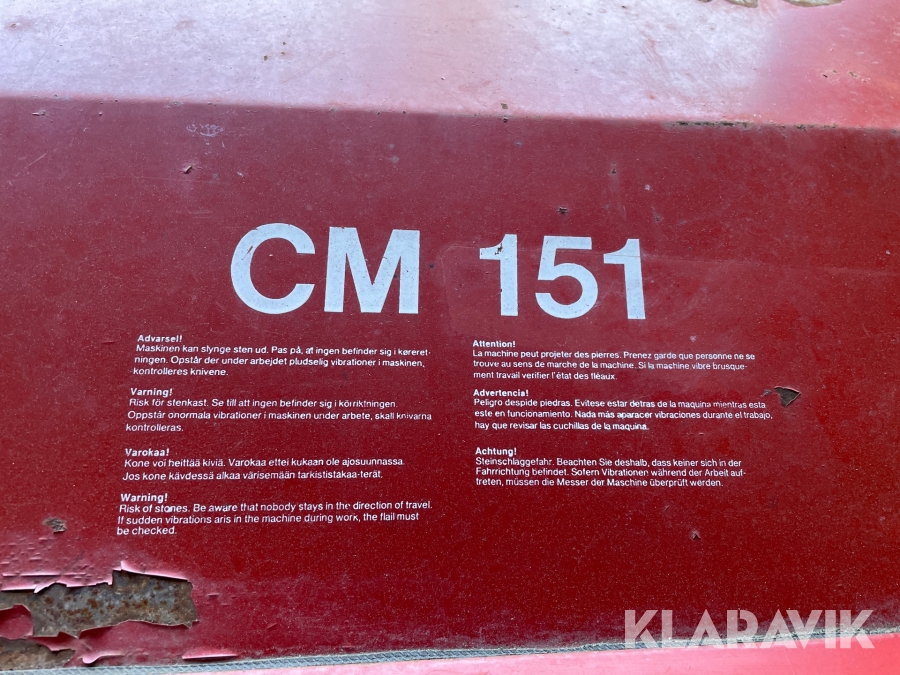 CM 151
Advarsel!
Maskinen kan slynge sten ud. Pas på, at ingen befinder sig i køreret-
ningen. Opstår der under arbejdet pludselig vibrationer i maskinen,
kontrolleres knivene.
Varning!
Risk för stenkast. Se till att ingen befinder sig i körriktningen.
Oppstår onormala vibrationer i maskinen under arbete, skall knivarna
kontrolleras.
Varokaa!
Kone voi heittää kiviä. Varokaa ettei kukaan ole ajosuunnassa.
Jos kone käydessä alkaa värisemään tarkististakaa-terät.
Warning!
Risk of stones. Be aware that nobody stays in the direction of travel.
If sudden vibrations aris in the machine during work, the flail must
be checked.
Attention!
La machine peut projeter des pierres. Prenez garde que personne ne se
trouve au sens de marche de la machine. Si la machine vibre brusque-
ment travail verifier l'état des fléaux.
Advertencia!
Peligro despide piedras. Evitese estar detras de la maquina mientras esta
este en funcionamiento. Nada más aparacer vibraciones durante el trabajo,
hay que revisar las cuchillas de la maquina.
Achtung!
Steinschlaggefahr. Beachten Sie deshalb, dass keiner sich in der
Fahrrichtung befindet. Sofern Vibrationen während der Arbeit auf-
treten, müssen die Messer der Maschine überprüft werden.
KLARAVIK